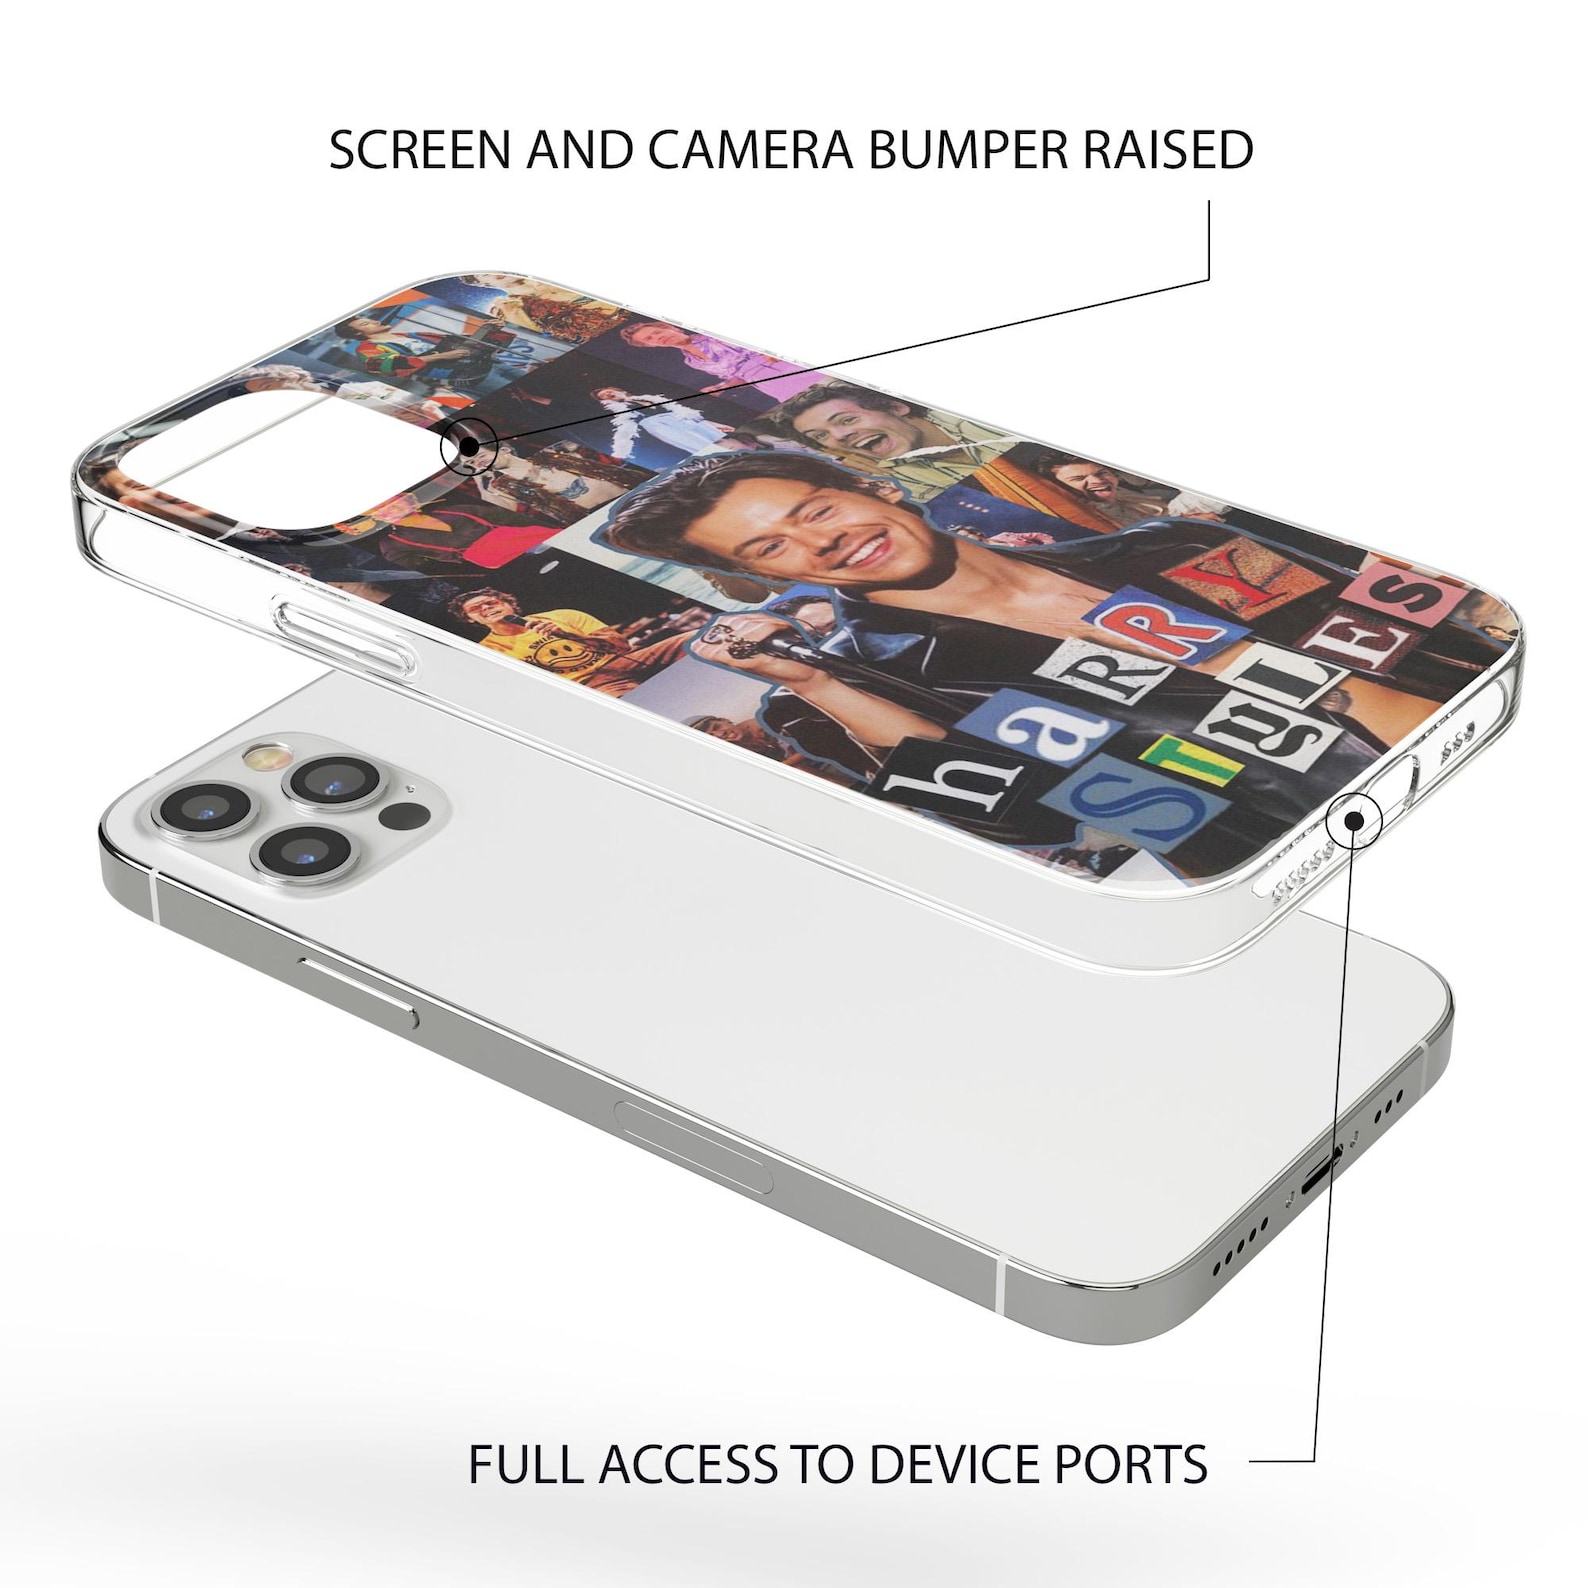 SCREEN AND CAMERA BUMPER RAISED
haRRY
STyLES
FULL ACCESS TO DEVICE PORTS